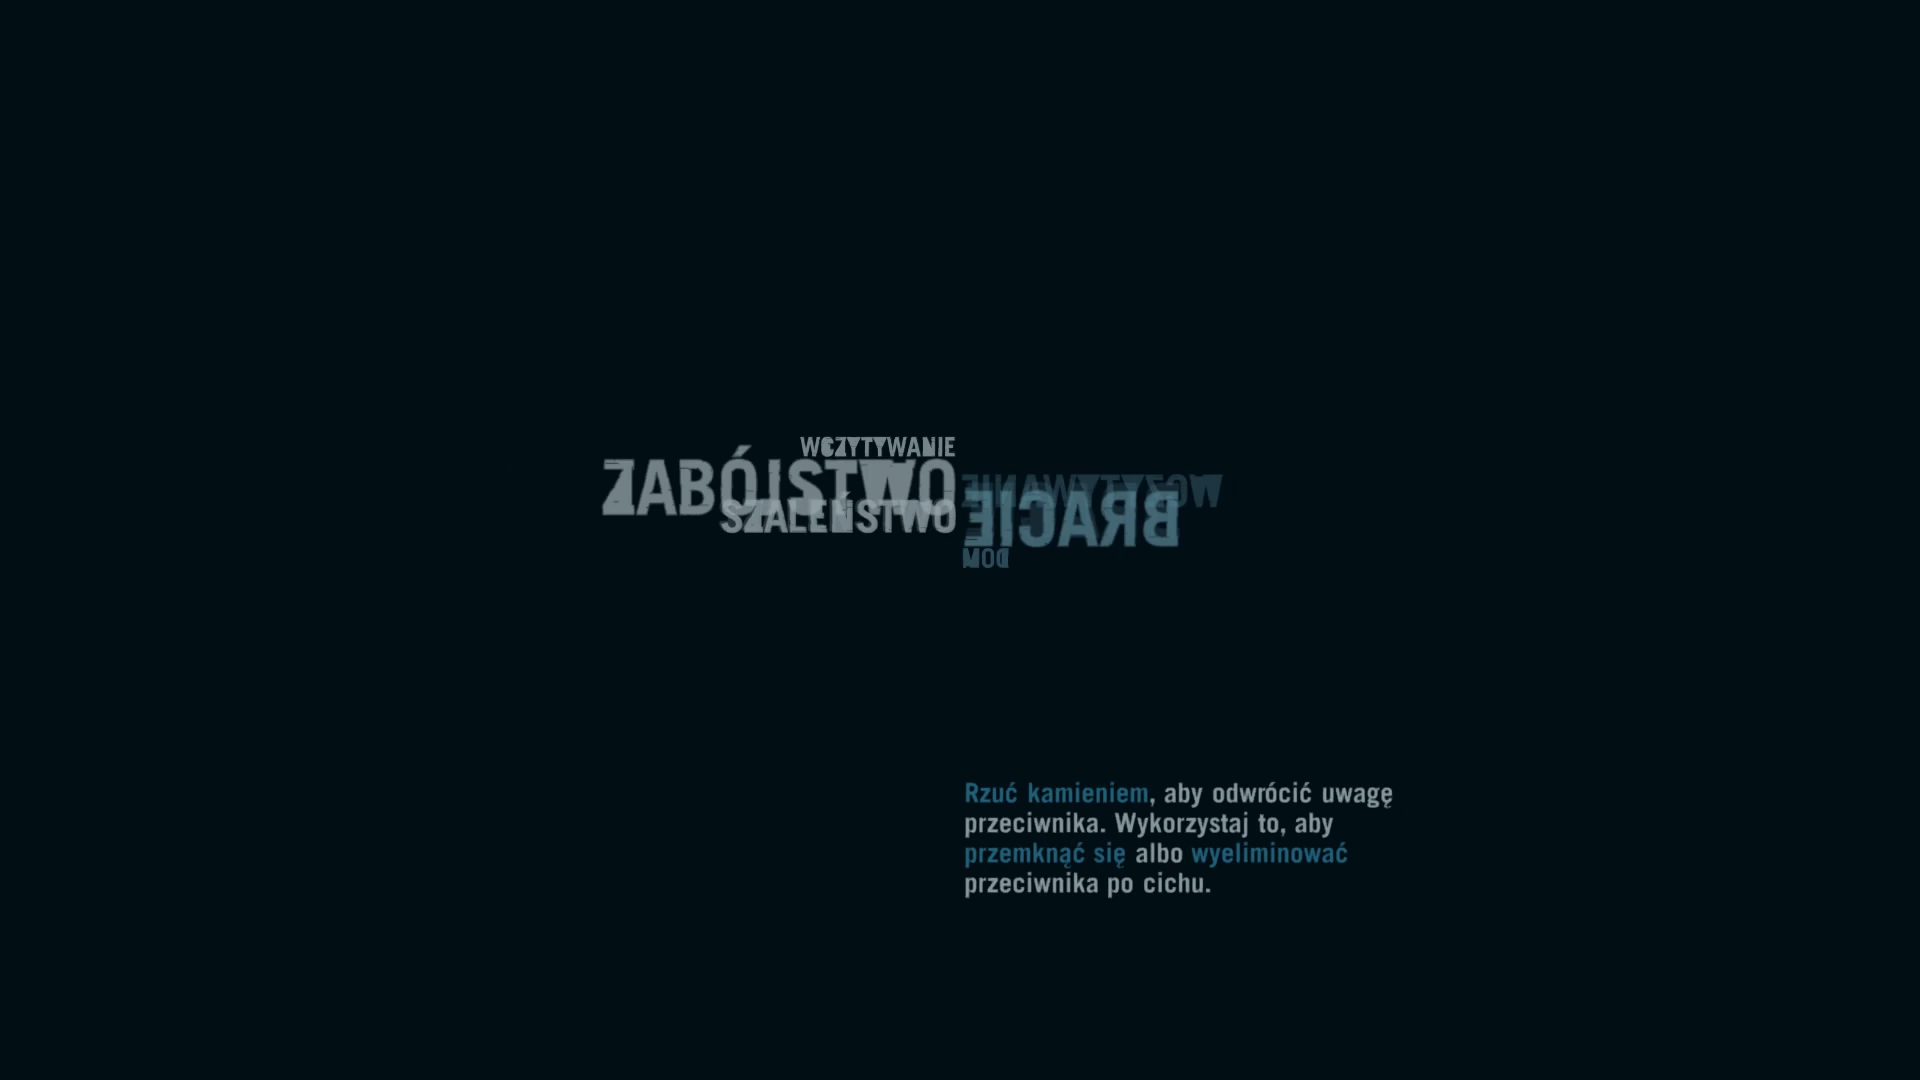 WCZYTYWANIE
ZABÓJSTWO
SZALEŃSTWO
WCZYTYWANIE
BRACIE
DOM
Rzuć kamieniem, aby odwrócić uwagę
przeciwnika. Wykorzystaj to, aby
przemknąć się albo wyeliminować
przeciwnika po cichu.